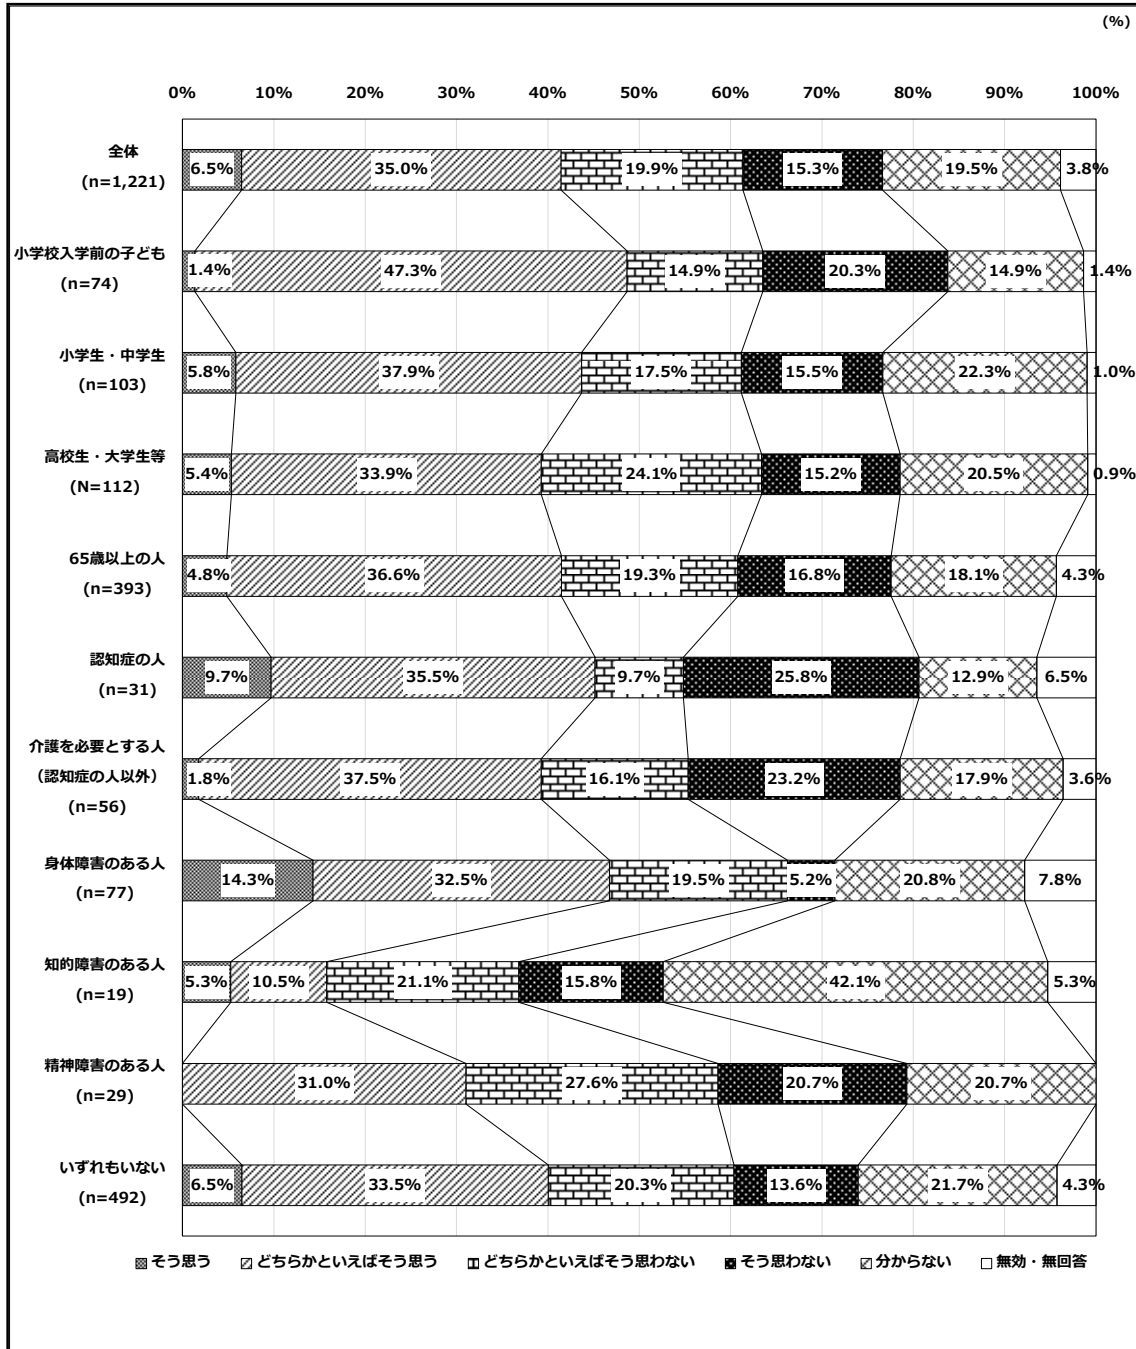 (%)
0% 10% 20% 30% 40% 50% 60% 70% 80% 90% 100%
全体
(n=1,221)
6.5% 35.0% 19.9% 15.3% 19.5% 3.8%
小学校入学前の子ども
(n=74)
1.4% 47.3% 14.9% 20.3% 14.9% 1.4%
小学生・中学生
(n=103)
5.8% 37.9% 17.5% 15.5% 22.3% 1.0%
高校生・大学生等
(N=112)
5.4% 33.9% 24.1% 15.2% 20.5% 0.9%
65歳以上の人
(n=393)
4.8% 36.6% 19.3% 16.8% 18.1% 4.3%
認知症の人
(n=31)
9.7% 35.5% 9.7% 25.8% 12.9% 6.5%
介護を必要とする人
（認知症の人以外）
(n=56)
1.8% 37.5% 16.1% 23.2% 17.9% 3.6%
身体障害のある人
(n=77)
14.3% 32.5% 19.5% 5.2% 20.8% 7.8%
知的障害のある人
(n=19)
5.3% 10.5% 21.1% 15.8% 42.1% 5.3%
精神障害のある人
(n=29)
31.0% 27.6% 20.7% 20.7%
いずれもいない
(n=492)
6.5% 33.5% 20.3% 13.6% 21.7% 4.3%
そう思う どちらかといえばそう思う どちらかといえばそう思わない そう思わない 分からない 無効・無回答